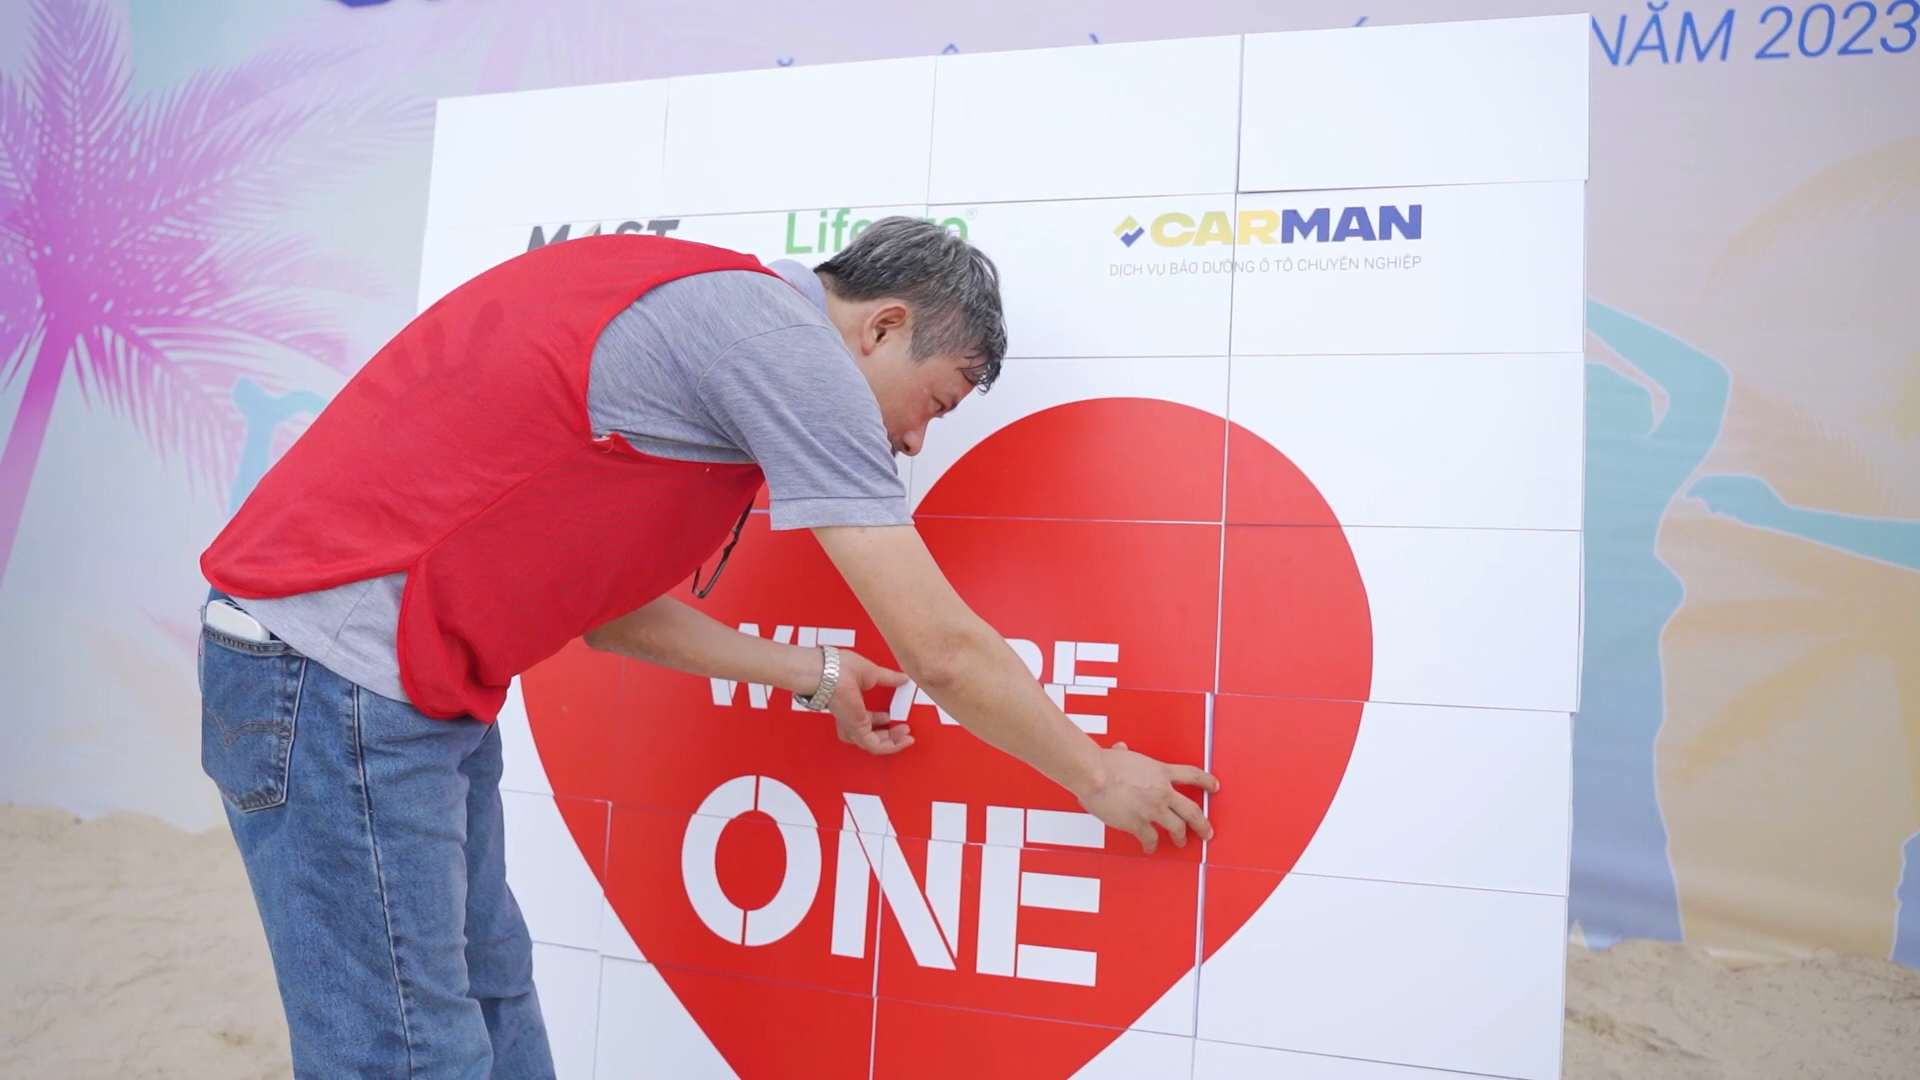 NĂM 2023
CARMAN
DỊCH VỤ BẢO DƯỠNG Ô TÔ CHUYÊN NGHIỆP
WE ARE
ONE